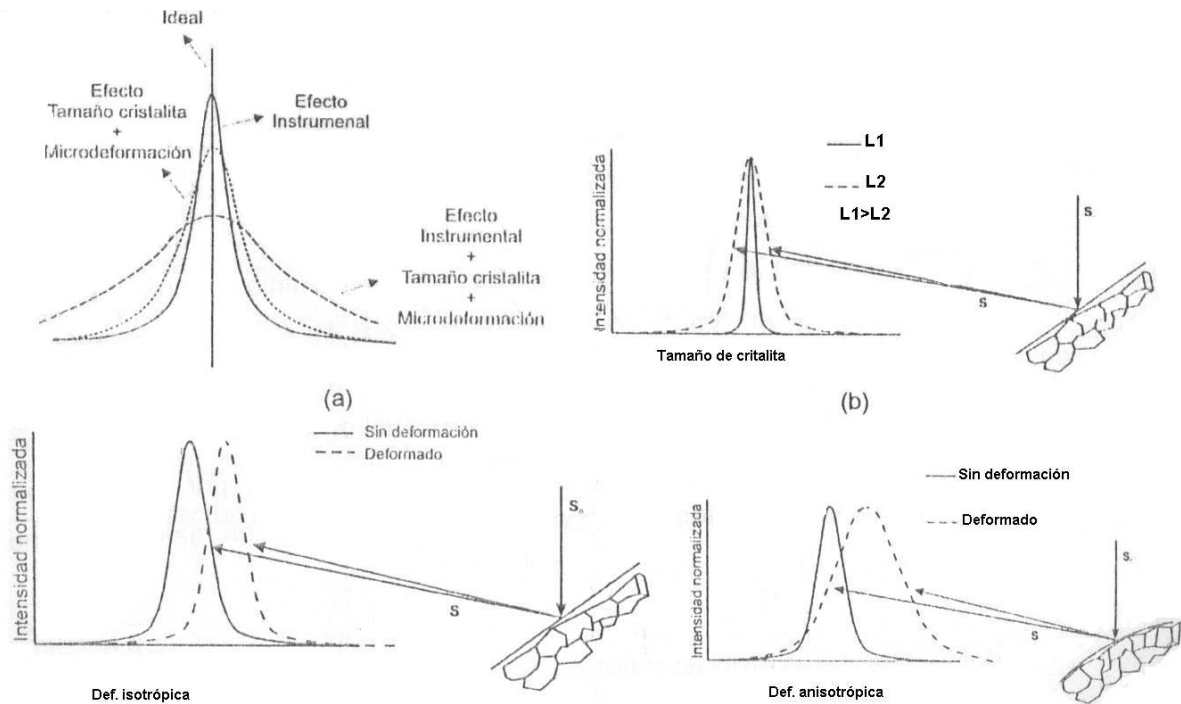 Ideal
Efecto
Tamaño cristalita
+
Microdeformación
Efecto
Instrumenal
Efecto
Instrumental
+
Tamaño cristalita
+
Microdeformación
(a)
Intensidad normalizada
L1
L2
L1>L2
S
S
Tamaño de critalita
(b)
Intensidad normalizada
Sin deformación
Deformado
S₀
S
Def. isotrópica
Intensidad normalizada
Sin deformación
Deformado
S
S
Def. anisotrópica